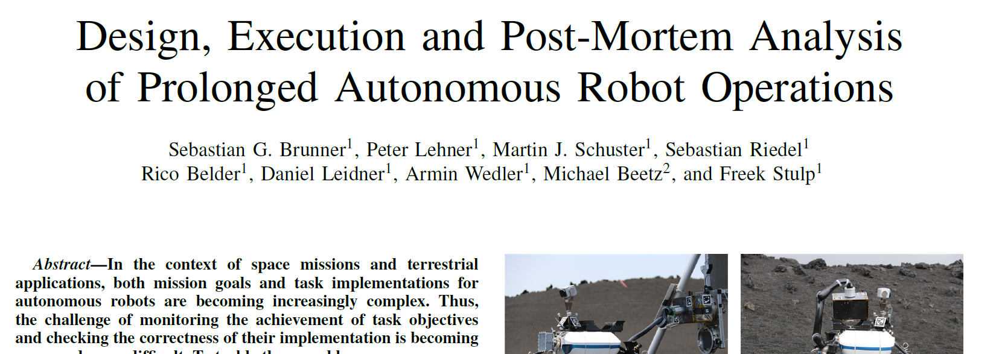 Design, Execution and Post-Mortem Analysis
of Prolonged Autonomous Robot Operations
Sebastian G. Brunner¹, Peter Lehner¹, Martin J. Schuster¹, Sebastian Riedel¹
Rico Belder¹, Daniel Leidner¹, Armin Wedler¹, Michael Beetz², and Freek Stulp¹
Abstract—In the context of space missions and terrestrial
applications, both mission goals and task implementations for
autonomous robots are becoming increasingly complex. Thus,
the challenge of monitoring the achievement of task objectives
and checking the correctness of their implementation is becoming